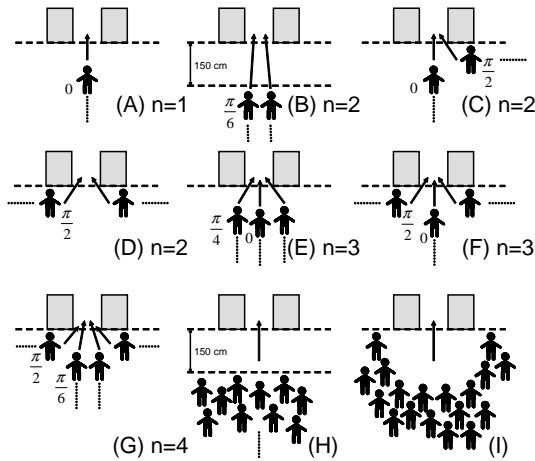 0
(A) n=1
150 cm
π/6
(B) n=2
0
π/2
(C) n=2
π/2
(D) n=2
π/4
0
(E) n=3
π/2
0
(F) n=3
π/2
π/6
(G) n=4
150 cm
(H)
(I)